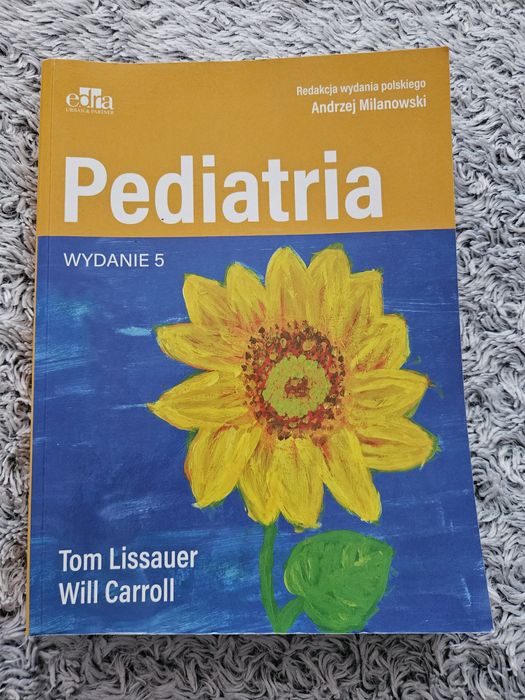 edra
URBAN & PARTNER
Redakcja wydania polskiego
Andrzej Milanowski
Pediatria
WYDANIE 5
Tom Lissauer
Will Carroll